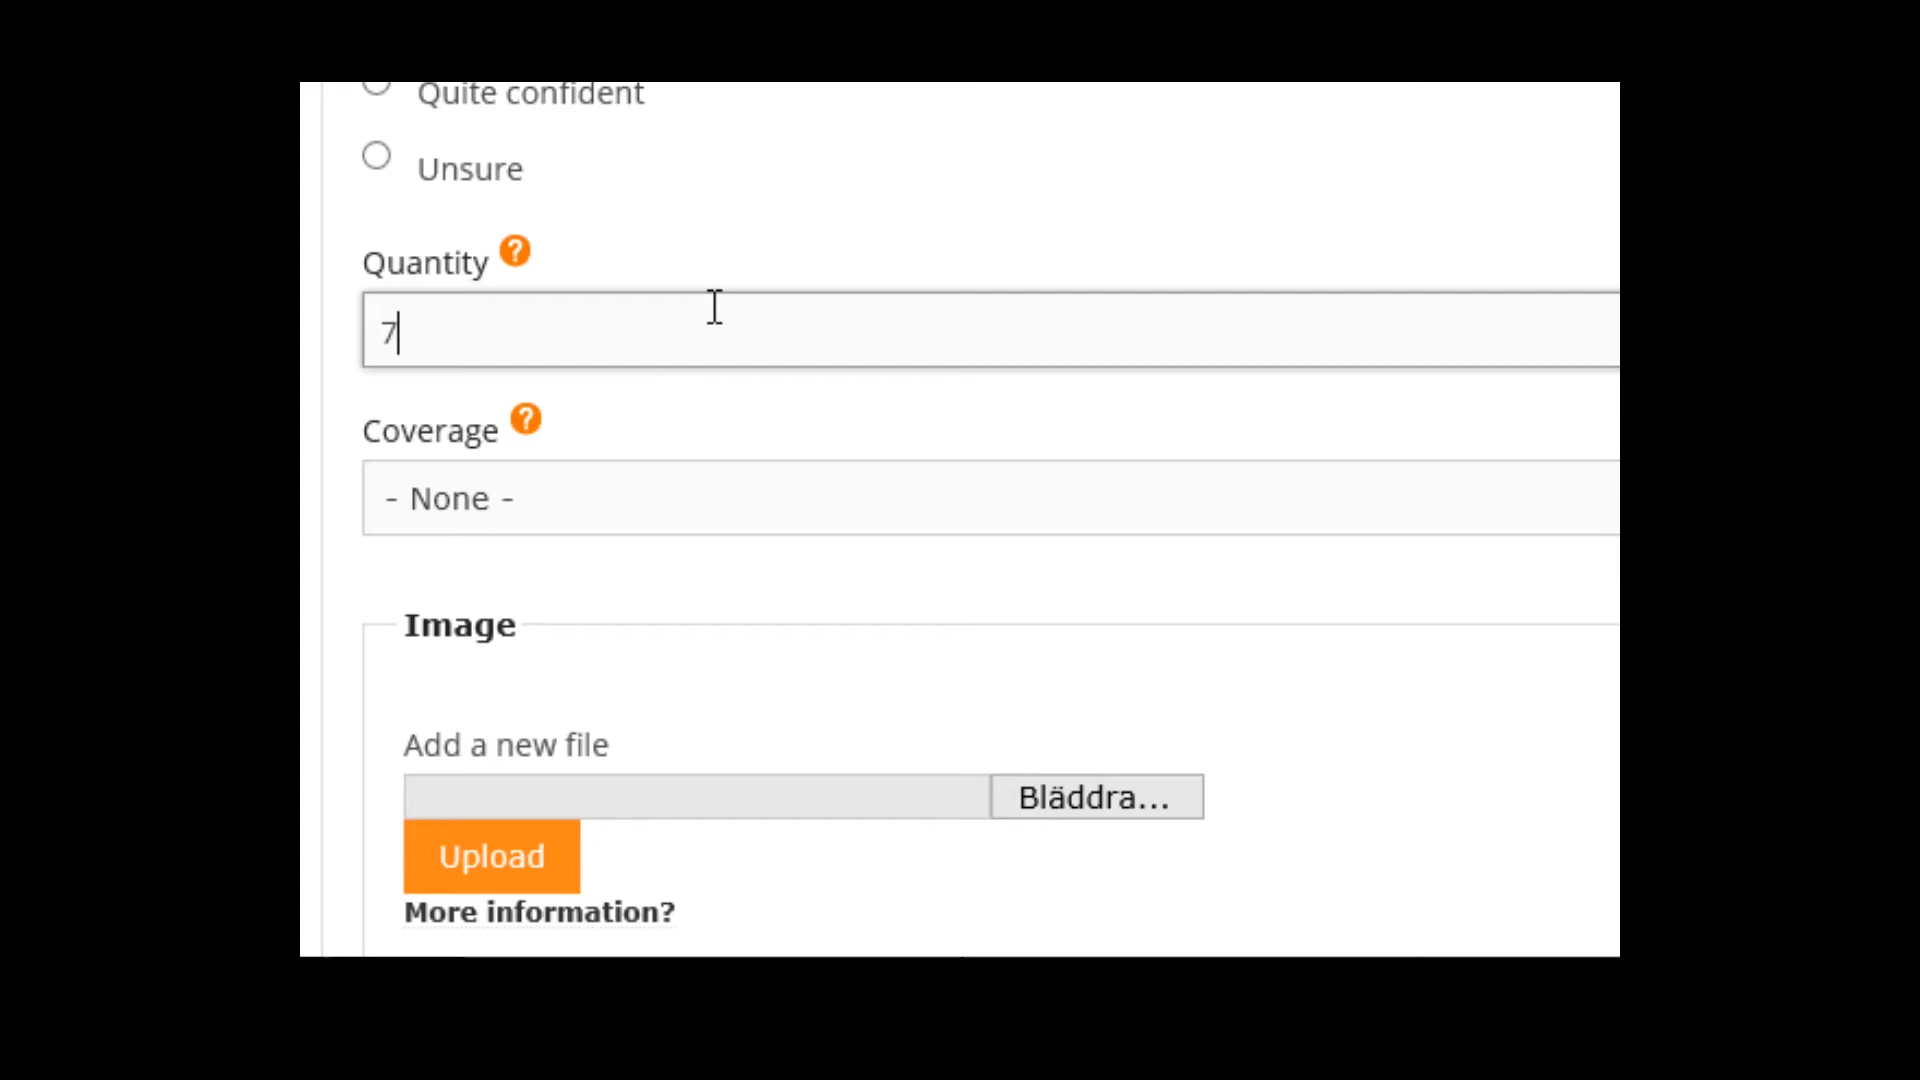 Quite confident
Unsure
Quantity ?
7
Coverage ?
- None -
Image
Add a new file
Bläddra...
Upload
More information?